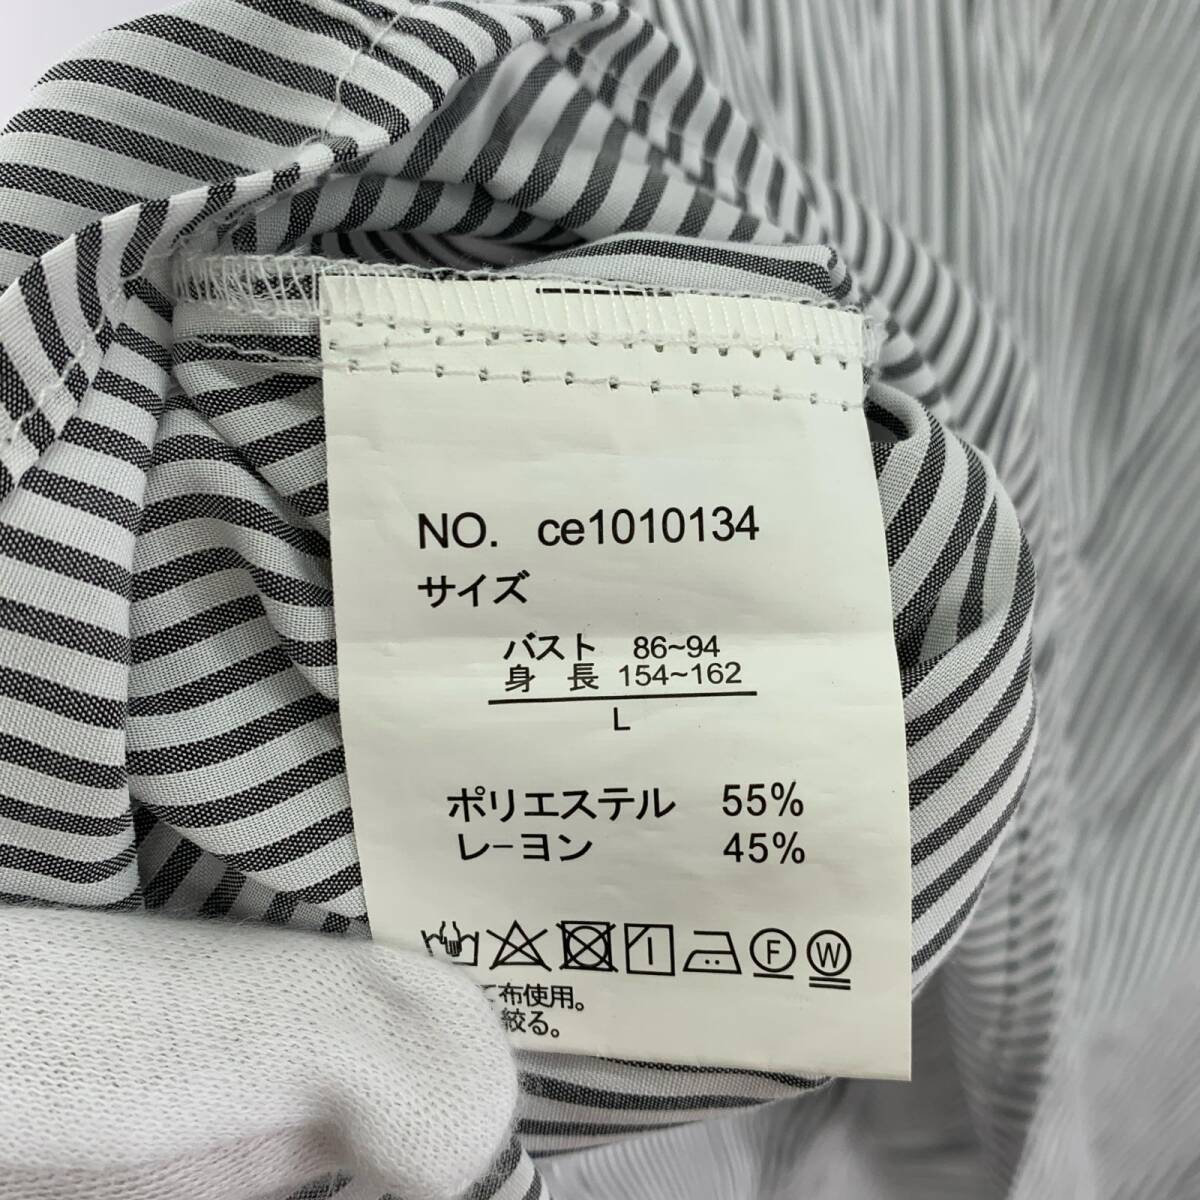 NO. ce1010134
サイズ
バスト 86~94
身 長 154~162
L
ポリエステル 55%
レーヨン 45%
F W
て布使用。
絞る。